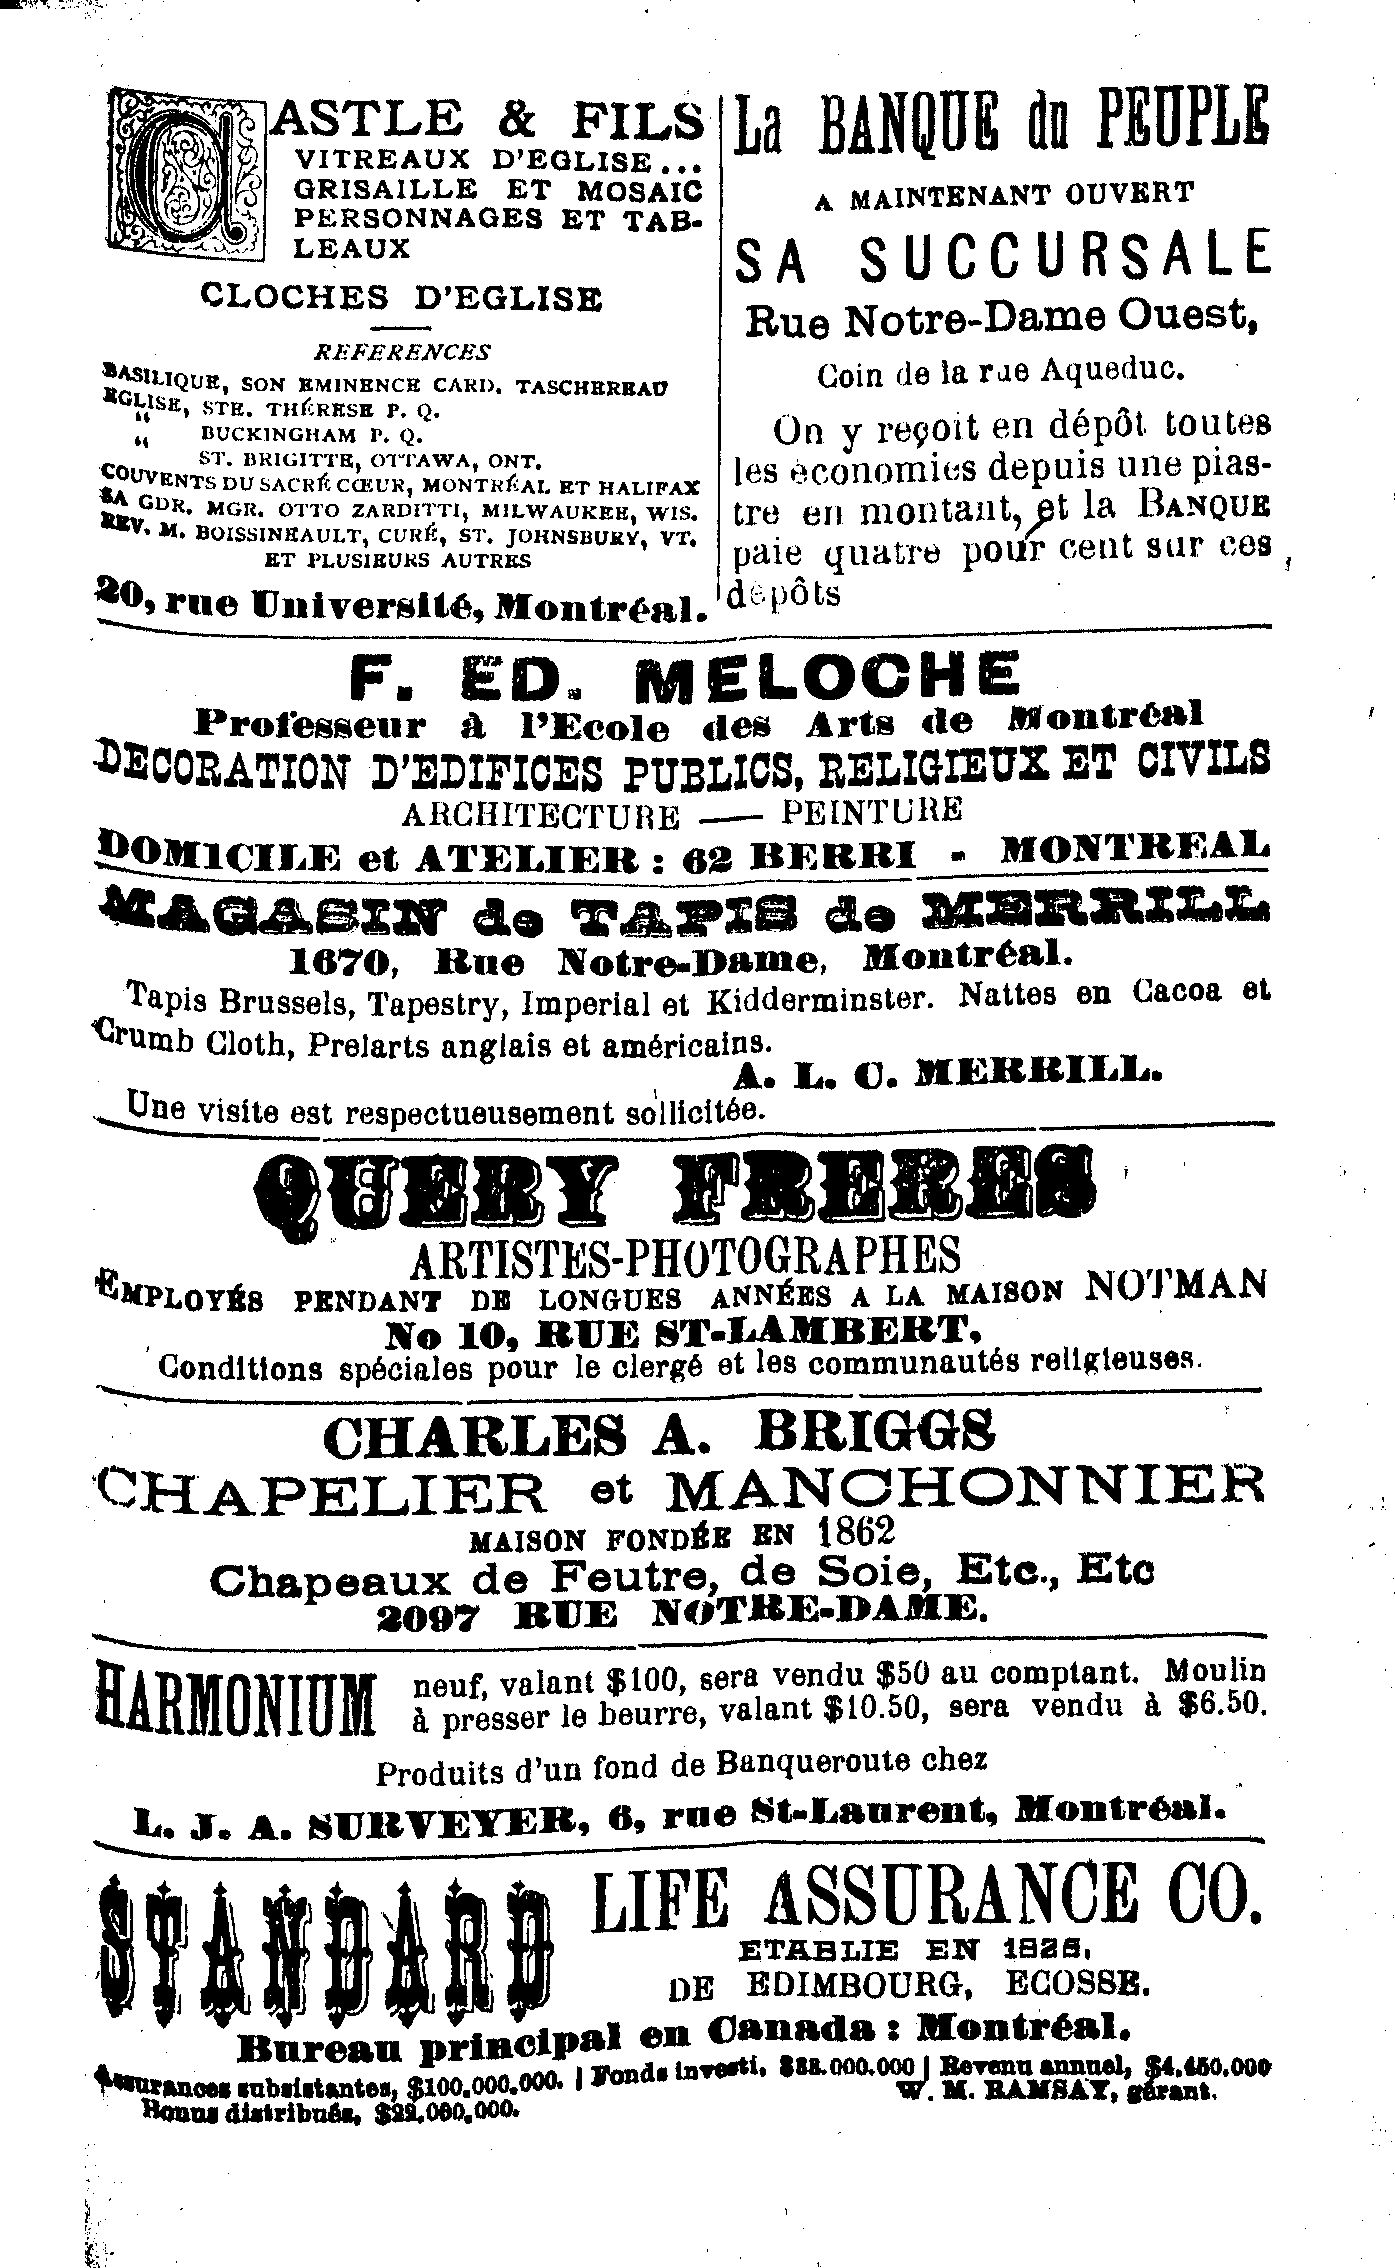 CASTLE & FILS
VITREAUX D'EGLISE...
GRISAILLE ET MOSAIC
PERSONNAGES ET TAB-
LEAUX
CLOCHES D'EGLISE
REFERENCES
BASILIQUE, SON EMINENCE CARD. TASCHEREAU
EGLISE, STE. THÉRESE P. Q.
“ BUCKINGHAM P. Q.
“ ST. BRIGITTE, OTTAWA, ONT.
COUVENTS DU SACRÉ CŒUR, MONTRÉAL ET HALIFAX
SA GDR. MGR. OTTO ZARDITTI, MILWAUKEE, WIS.
REV. M. BOISSINEAULT, CURÉ, ST. JOHNSBURY, VT.
ET PLUSIEURS AUTRES
20, rue Université, Montréal.
La BANQUE du PEUPLE
A MAINTENANT OUVERT
SA SUCCURSALE
Rue Notre-Dame Ouest,
Coin de la rue Aqueduc.
On y reçoit en dépôt toutes
les économies depuis une pias-
tre en montant, et la BANQUE
paie quatre pour cent sur ces
dépôts
F. ED. MELOCHE
Professeur à l'Ecole des Arts de Montréal
DECORATION D'EDIFICES PUBLICS, RELIGIEUX ET CIVILS
ARCHITECTURE — PEINTURE
DOMICILE et ATELIER : 62 BERRI - MONTREAL
MAGASIN de TAPIS de MERRILL
1670, Rue Notre-Dame, Montréal.
Tapis Brussels, Tapestry, Imperial et Kidderminster. Nattes en Cacoa et
Crumb Cloth, Prelarts anglais et américains.
A. L. C. MERRILL.
Une visite est respectueusement sollicitée.
QUERY FRERES
ARTISTES-PHOTOGRAPHES
EMPLOYÉS PENDANT DE LONGUES ANNÉES A LA MAISON NOTMAN
No 10, RUE ST-LAMBERT,
Conditions spéciales pour le clergé et les communautés religieuses.
CHARLES A. BRIGGS
CHAPELIER et MANCHONNIER
MAISON FONDÉE EN 1862
Chapeaux de Feutre, de Soie, Etc., Etc
2097 RUE NOTRE-DAME.
HARMONIUM neuf, valant $100, sera vendu $50 au comptant. Moulin
à presser le beurre, valant $10.50, sera vendu à $6.50.
Produits d'un fond de Banqueroute chez
L. J. A. SURVEYER, 6, rue St-Laurent, Montréal.
STANDARD LIFE ASSURANCE CO.
ETABLIE EN
DE EDIMBOURG, ECOSSE.
Bureau principal en Canada : Montréal.
Assurances subsistantes, $100.000.000. | Fonds investi, | Revenu annuel, $4.450.000
Bonus distribués, $22.000.000.
W. M. RAMSAY, gérant.